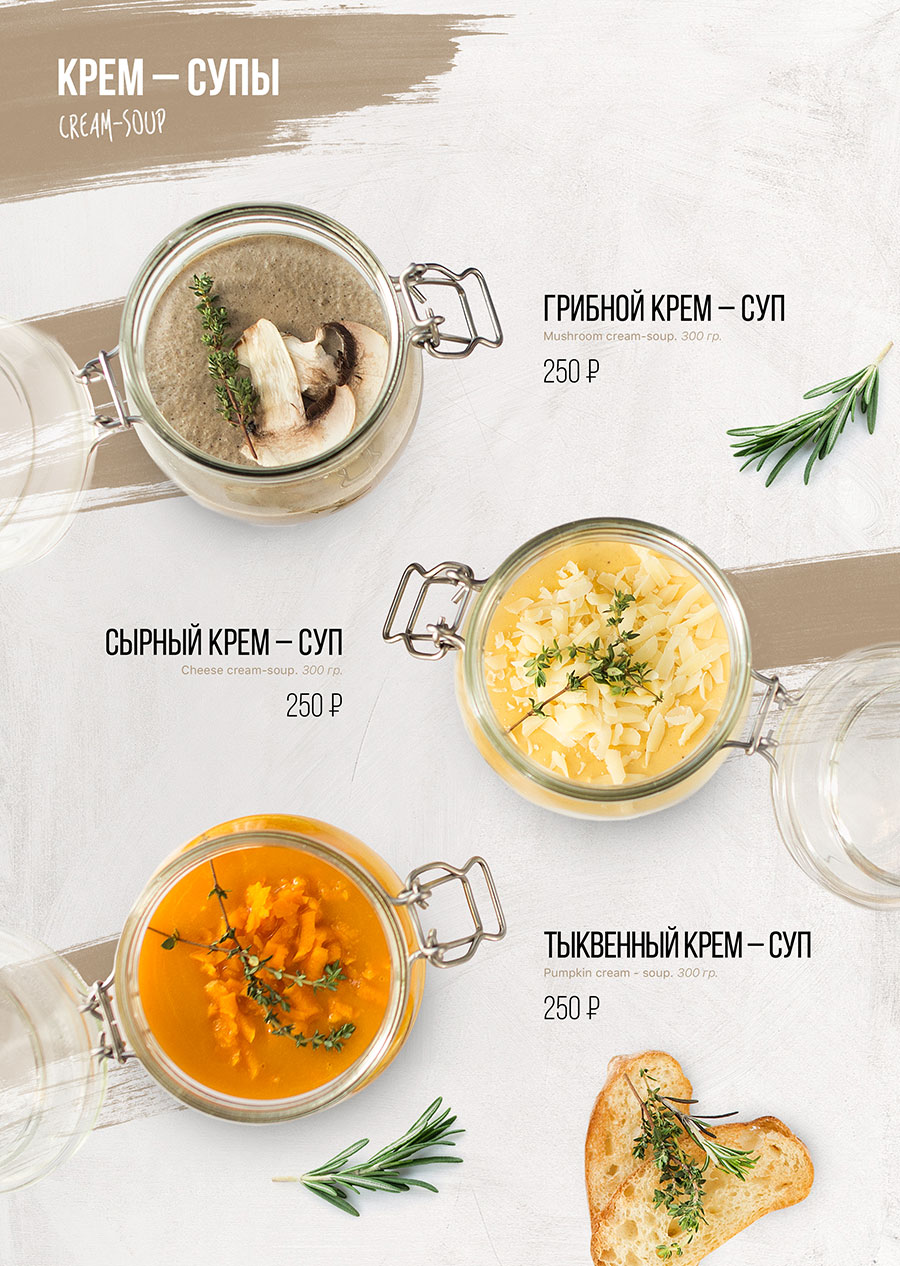 КРЕМ – СУПЫ
CREAM-SOUP
ГРИБНОЙ КРЕМ – СУП
Mushroom cream-soup. 300 гр.
250 ₽
СЫРНЫЙ КРЕМ – СУП
Cheese cream-soup. 300 гр.
250 ₽
ТЫКВЕННЫЙ КРЕМ – СУП
Pumpkin cream - soup. 300 гр.
250 ₽